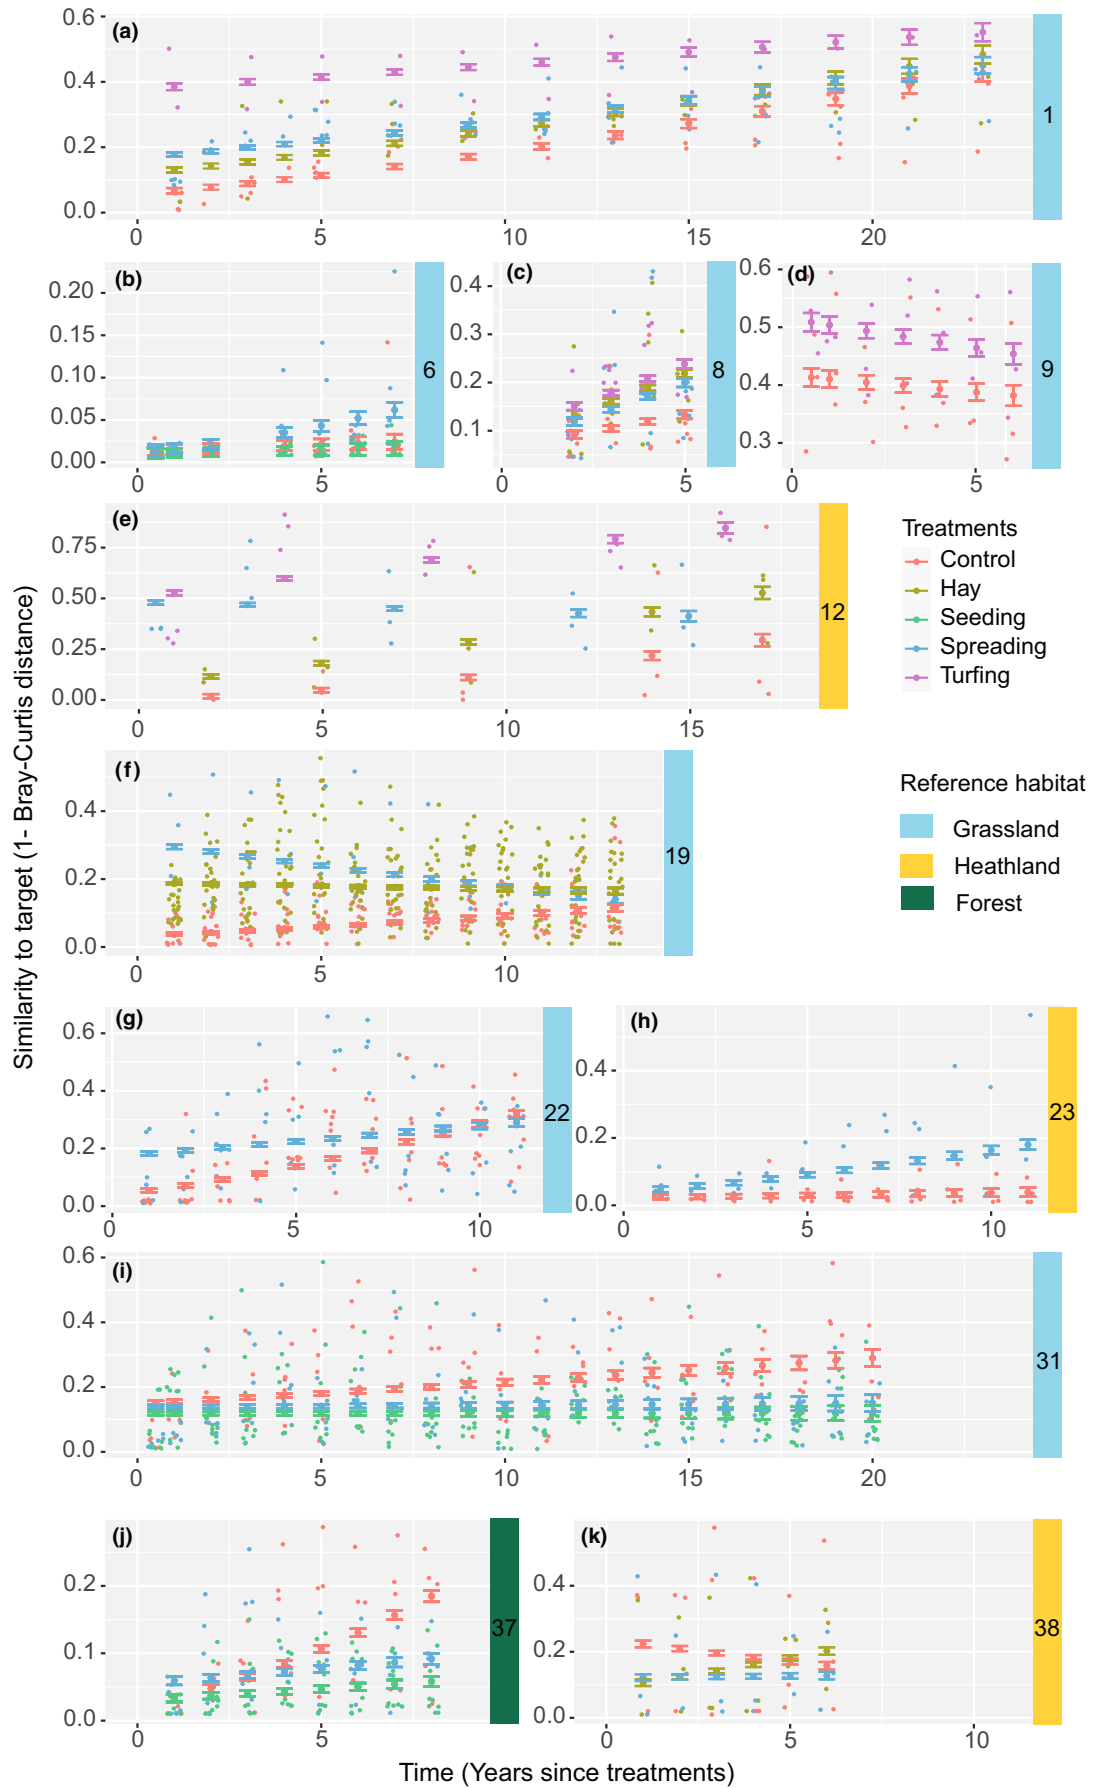 (a)
0.6
0.4
0.2
0.0
1
0 5 10 15 20
(b)
0.20
0.15
0.10
0.05
0.00
6
0 5
(c)
0.4
0.3
0.2
0.1
8
0 5
(d)
0.6
0.5
0.4
0.3
9
0 5
(e)
0.75
0.50
0.25
0.00
12
0 5 10 15
Treatments
Control
Hay
Seeding
Spreading
Turfing
Similarity to target (1- Bray-Curtis distance)
(f)
0.4
0.2
0.0
19
0 5 10
Reference habitat
Grassland
Heathland
Forest
(g)
0.6
0.4
0.2
0.0
22
0 5 10
(h)
0.4
0.2
0.0
23
0 5 10
(i)
0.6
0.4
0.2
0.0
31
0 5 10 15 20
(j)
0.2
0.1
0.0
37
0 5
(k)
0.4
0.2
0.0
38
0 5 10
Time (Years since treatments)